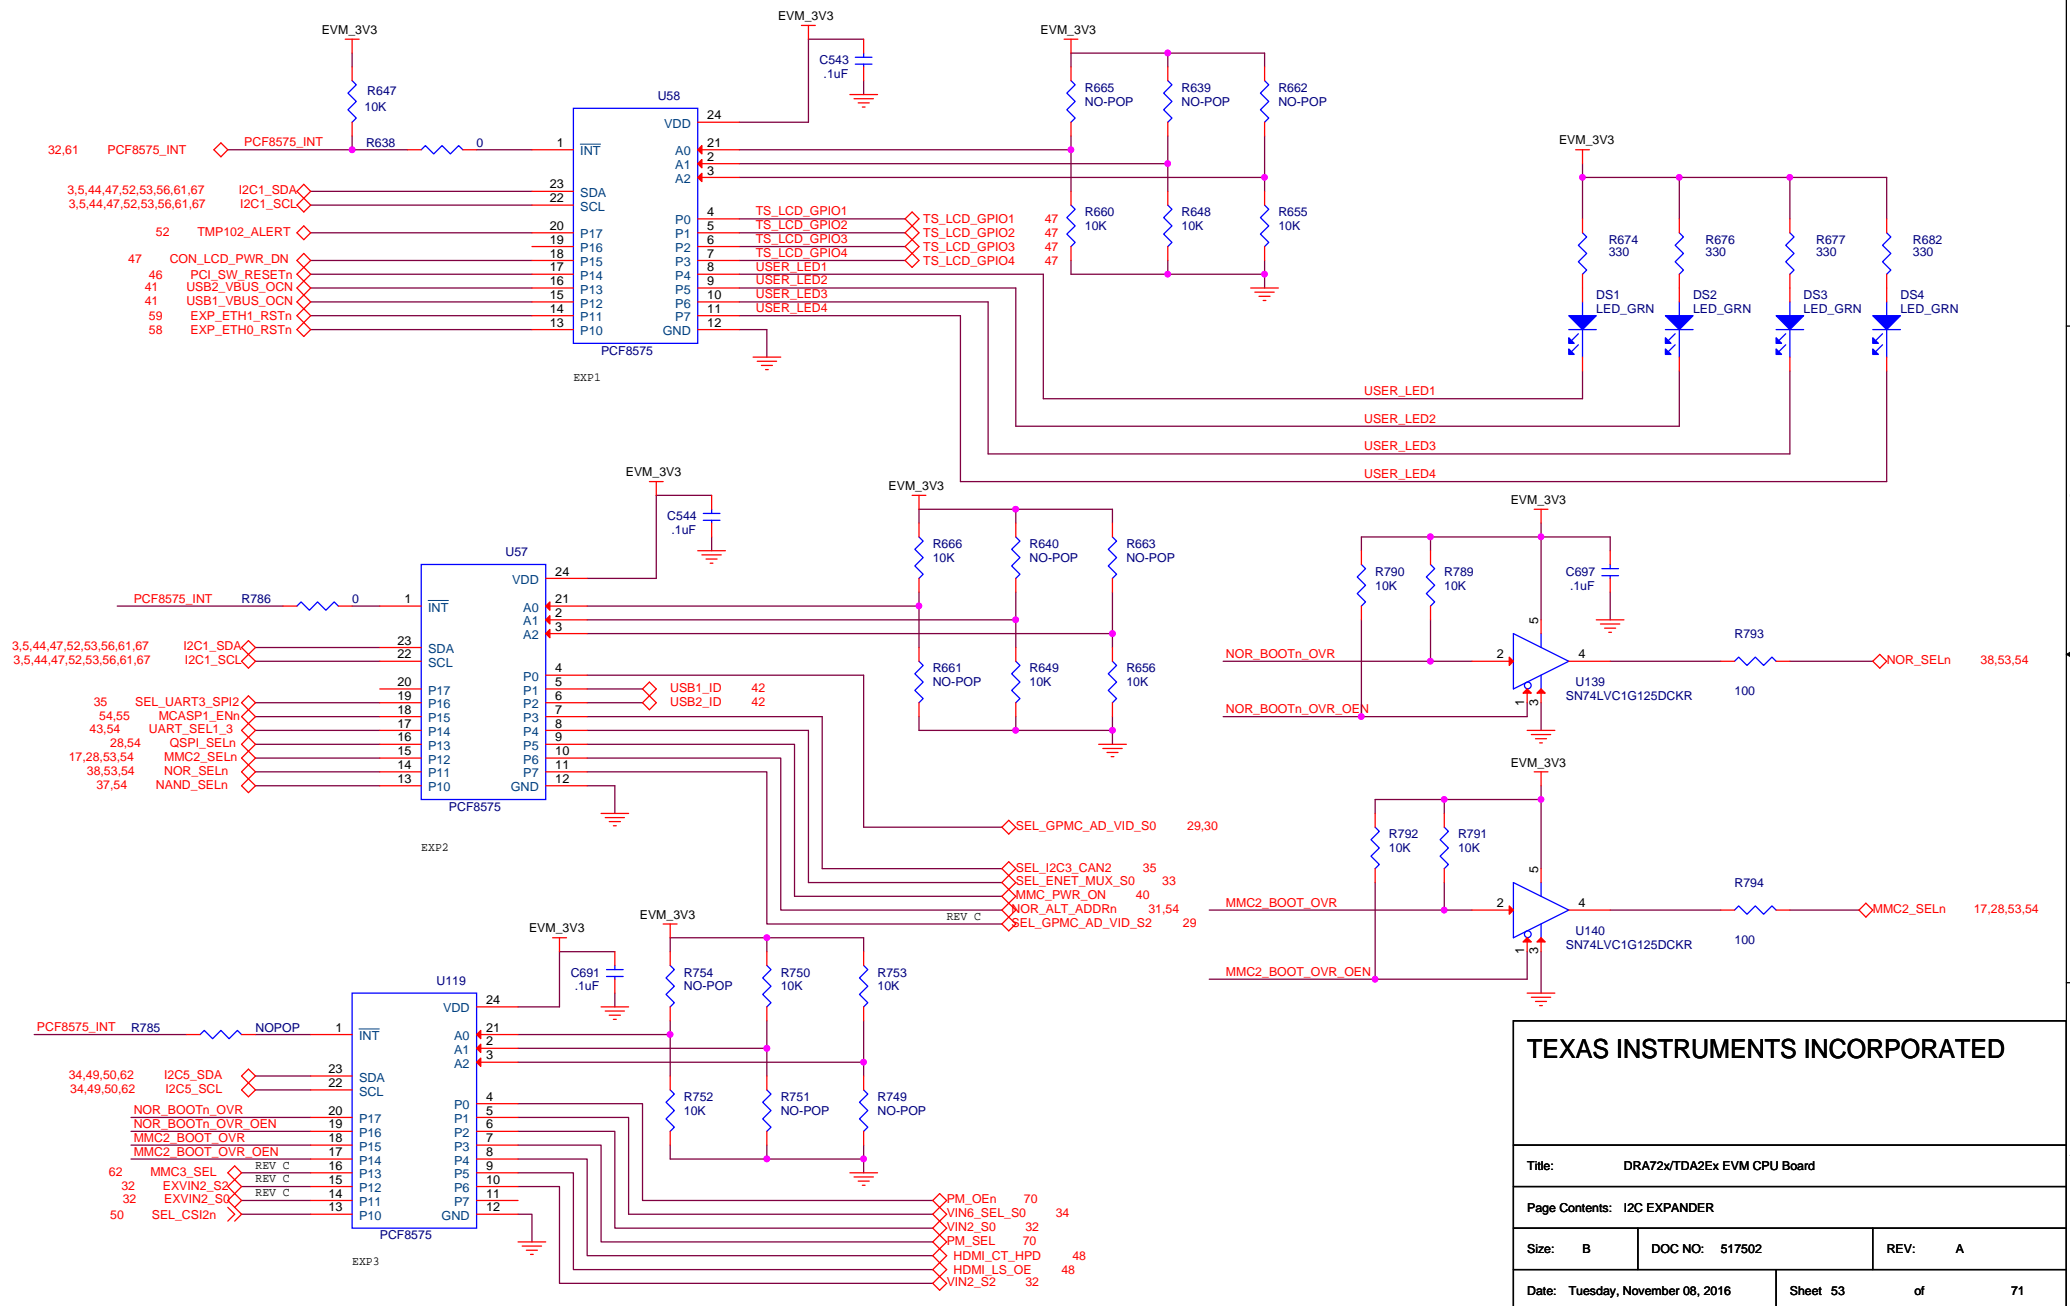 EVM_3V3
R647
10K
32,61 PCF8575_INT
PCF8575_INT
R638 0
3,5,44,47,52,53,56,61,67 I2C1_SDA
3,5,44,47,52,53,56,61,67 I2C1_SCL
52 TMP102_ALERT
47 CON_LCD_PWR_DN
46 PCI_SW_RESETn
41 USB2_VBUS_OCN
41 USB1_VBUS_OCN
59 EXP_ETH1_RSTn
58 EXP_ETH0_RSTn
EVM_3V3
C543
.1uF
U58
1 INT
23 SDA
22 SCL
20 P17
19 P16
18 P15
17 P14
16 P13
15 P12
14 P11
13 P10
VDD 24
A0 21
A1 2
A2 3
P0 4
P1 5
P2 6
P3 7
P4 8
P5 9
P6 10
P7 11
GND 12
PCF8575
EXP1
TS_LCD_GPIO1
TS_LCD_GPIO2
TS_LCD_GPIO3
TS_LCD_GPIO4
USER_LED1
USER_LED2
USER_LED3
USER_LED4
TS_LCD_GPIO1 47
TS_LCD_GPIO2 47
TS_LCD_GPIO3 47
TS_LCD_GPIO4 47
EVM_3V3
R665
NO-POP
R639
NO-POP
R662
NO-POP
R660
10K
R648
10K
R655
10K
EVM_3V3
R674
330
R676
330
R677
330
R682
330
DS1
LED_GRN
DS2
LED_GRN
DS3
LED_GRN
DS4
LED_GRN
USER_LED1
USER_LED2
USER_LED3
USER_LED4
EVM_3V3
C544
.1uF
U57
PCF8575_INT R786 0
3,5,44,47,52,53,56,61,67 I2C1_SDA
3,5,44,47,52,53,56,61,67 I2C1_SCL
35 SEL_UART3_SPI2
54,55 MCASP1_ENn
43,54 UART_SEL1_3
28,54 QSPI_SELn
17,28,53,54 MMC2_SELn
38,53,54 NOR_SELn
37,54 NAND_SELn
1 INT
23 SDA
22 SCL
20 P17
19 P16
18 P15
17 P14
16 P13
15 P12
14 P11
13 P10
VDD 24
A0 21
A1 2
A2 3
P0 4
P1 5
P2 6
P3 7
P4 8
P5 9
P6 10
P7 11
GND 12
PCF8575
EXP2
USB1_ID 42
USB2_ID 42
EVM_3V3
R666
10K
R640
NO-POP
R663
NO-POP
R661
NO-POP
R649
10K
R656
10K
SEL_GPMC_AD_VID_S0 29,30
SEL_I2C3_CAN2 35
SEL_ENET_MUX_S0 33
MMC_PWR_ON 40
NOR_ALT_ADDRn 31,54
REV C SEL_GPMC_AD_VID_S2 29
EVM_3V3
R790
10K
R789
10K
C697
.1uF
NOR_BOOTn_OVR
NOR_BOOTn_OVR_OEN
2
5
4
1
3
U139
SN74LVC1G125DCKR
R793
100
NOR_SELn 38,53,54
EVM_3V3
R792
10K
R791
10K
MMC2_BOOT_OVR
MMC2_BOOT_OVR_OEN
2
5
4
1
3
U140
SN74LVC1G125DCKR
R794
100
MMC2_SELn 17,28,53,54
EVM_3V3
C691
.1uF
U119
PCF8575_INT R785 NOPOP
34,49,50,62 I2C5_SDA
34,49,50,62 I2C5_SCL
NOR_BOOTn_OVR
NOR_BOOTn_OVR_OEN
MMC2_BOOT_OVR
MMC2_BOOT_OVR_OEN
62 MMC3_SEL REV C
32 EXVIN2_S2 REV C
32 EXVIN2_S0 REV C
50 SEL_CSI2n
1 INT
23 SDA
22 SCL
20 P17
19 P16
18 P15
17 P14
16 P13
15 P12
14 P11
13 P10
VDD 24
A0 21
A1 2
A2 3
P0 4
P1 5
P2 6
P3 7
P4 8
P5 9
P6 10
P7 11
GND 12
PCF8575
EXP3
EVM_3V3
R754
NO-POP
R750
10K
R753
10K
R752
10K
R751
NO-POP
R749
NO-POP
PM_OEn 70
VIN6_SEL_S0 34
VIN2_S0 32
PM_SEL 70
HDMI_CT_HPD 48
HDMI_LS_OE 48
VIN2_S2 32
TEXAS INSTRUMENTS INCORPORATED
Title: DRA72x/TDA2Ex EVM CPU Board
Page Contents: I2C EXPANDER
Size: B DOC NO: 517502 REV: A
Date: Tuesday, November 08, 2016 Sheet 53 of 71